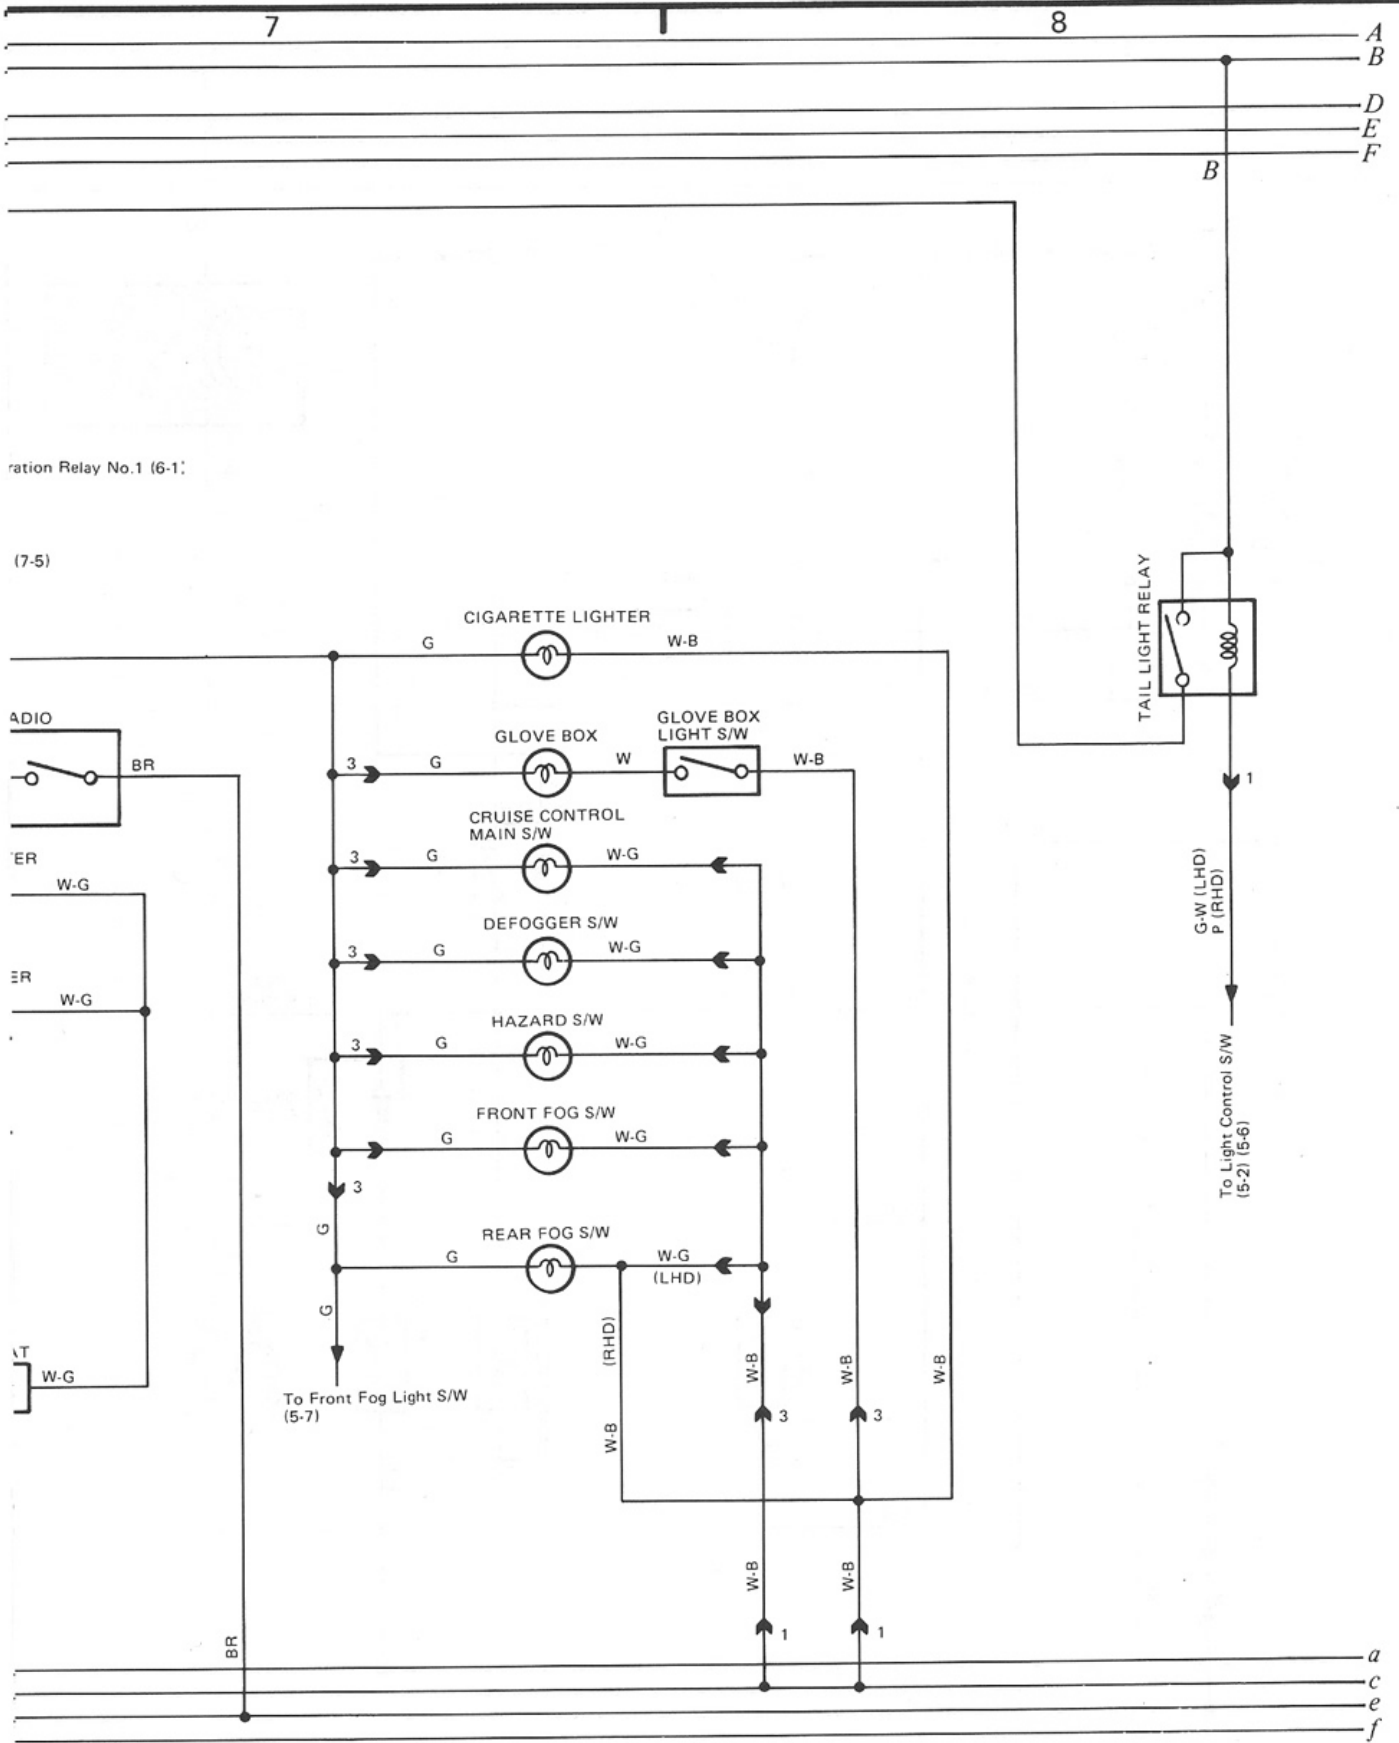 7
8
A
B
D
E
F
B
ration Relay No.1 (6-1
(7-5)
TAIL LIGHT RELAY
CIGARETTE LIGHTER
G
W-B
ADIO
BR
GLOVE BOX
GLOVE BOX
LIGHT S/W
3
G
W
W-B
1
CRUISE CONTROL
MAIN S/W
3
G
W-G
TER
W-G
G-W (LHD)
P (RHD)
DEFOGGER S/W
3
G
W-G
ER
W-G
HAZARD S/W
3
G
W-G
To Light Control S/W
(5-2) (5-6)
FRONT FOG S/W
G
W-G
3
G
REAR FOG S/W
G
W-G
(LHD)
G
(RHD)
AT
W-G
To Front Fog Light S/W
(5-7)
W-B
W-B
W-B
W-B
3
3
W-B
W-B
BR
1
1
a
c
e
f